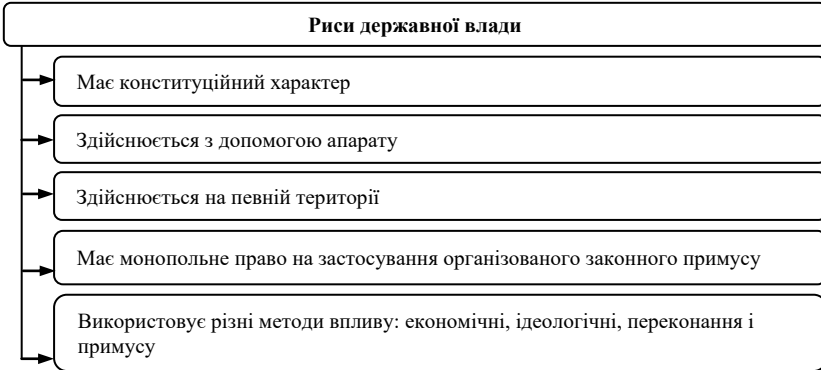 Риси державної влади
Має конституційний характер
Здійснюється з допомогою апарату
Здійснюється на певній території
Має монопольне право на застосування організованого законного примусу
Використовує різні методи впливу: економічні, ідеологічні, переконання і
примусу